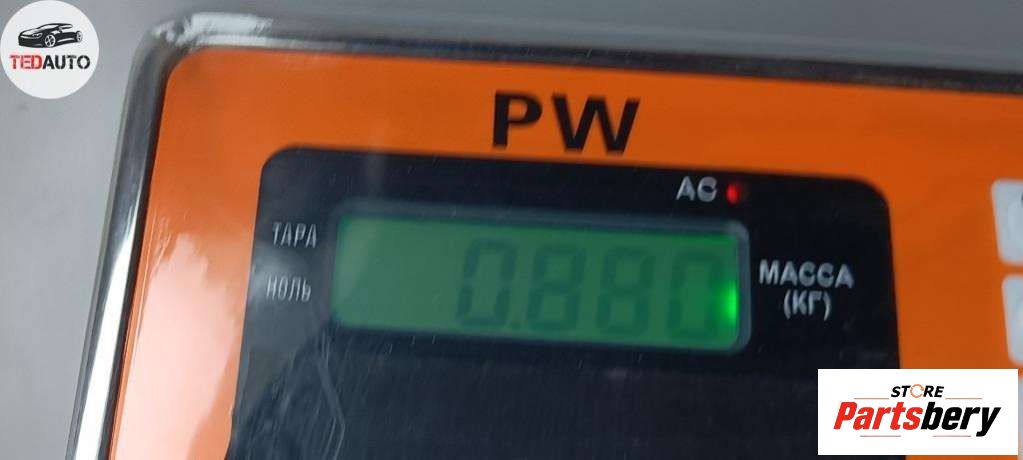 TEDAUTO
PW
AC
ТАРА
НОЛЬ
0.880
МАССА
(КГ)
STORE
Partsbery